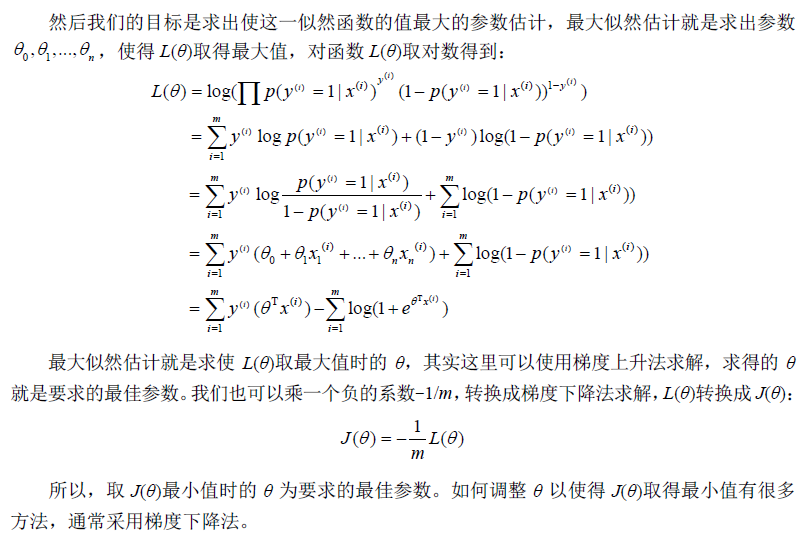 然后我们的目标是求出使这一似然函数的值最大的参数估计，最大似然估计就是求出参数
θ₀,θ₁,...,θₙ，使得 L(θ)取得最大值，对函数 L(θ)取对数得到：
L(θ) = log(∏ p(y⁽ⁱ⁾ = 1 | x⁽ⁱ⁾)^{y⁽ⁱ⁾} (1 − p(y⁽ⁱ⁾ = 1 | x⁽ⁱ⁾))^{1−y⁽ⁱ⁾})
= ∑_{i=1}^{m} y⁽ⁱ⁾ log p(y⁽ⁱ⁾ = 1 | x⁽ⁱ⁾) + (1 − y⁽ⁱ⁾) log(1 − p(y⁽ⁱ⁾ = 1 | x⁽ⁱ⁾))
= ∑_{i=1}^{m} y⁽ⁱ⁾ log \frac{p(y⁽ⁱ⁾ = 1 | x⁽ⁱ⁾)}{1 − p(y⁽ⁱ⁾ = 1 | x⁽ⁱ⁾)} + ∑_{i=1}^{m} log(1 − p(y⁽ⁱ⁾ = 1 | x⁽ⁱ⁾))
= ∑_{i=1}^{m} y⁽ⁱ⁾ (θ₀ + θ₁x₁⁽ⁱ⁾ + ... + θₙxₙ⁽ⁱ⁾) + ∑_{i=1}^{m} log(1 − p(y⁽ⁱ⁾ = 1 | x⁽ⁱ⁾))
= ∑_{i=1}^{m} y⁽ⁱ⁾ (θᵀx⁽ⁱ⁾) − ∑_{i=1}^{m} log(1 + e^{θᵀx⁽ⁱ⁾})
最大似然估计就是求使 L(θ)取最大值时的 θ，其实这里可以使用梯度上升法求解，求得的 θ
就是要求的最佳参数。我们也可以乘一个负的系数−1/m，转换成梯度下降法求解，L(θ)转换成 J(θ)：
J(θ) = −\frac{1}{m} L(θ)
所以，取 J(θ)最小值时的 θ 为要求的最佳参数。如何调整 θ 以使得 J(θ)取得最小值有很多
方法，通常采用梯度下降法。